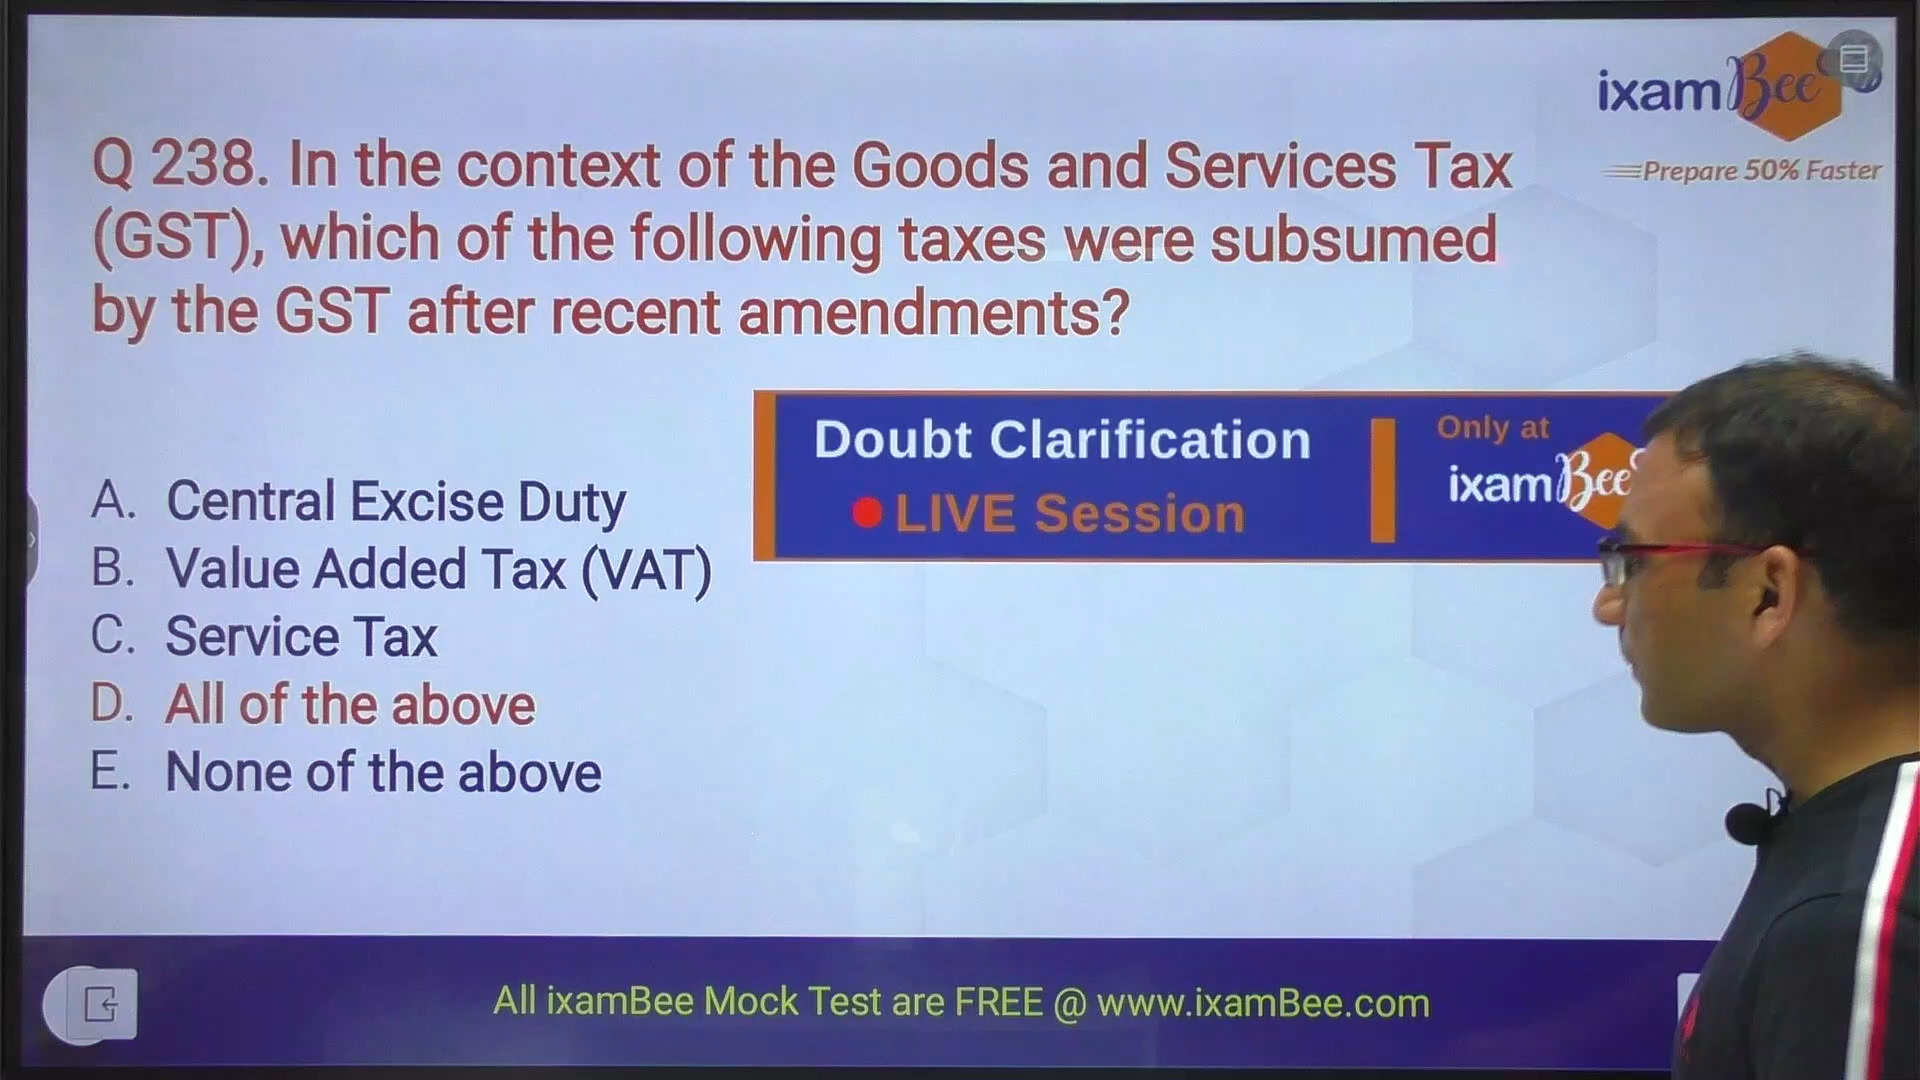 ixamBee
Prepare 50% Faster
Q 238. In the context of the Goods and Services Tax
(GST), which of the following taxes were subsumed
by the GST after recent amendments?
Doubt Clarification
LIVE Session
Only at
ixamBee
A. Central Excise Duty
B. Value Added Tax (VAT)
C. Service Tax
D. All of the above
E. None of the above
All ixamBee Mock Test are FREE @ www.ixamBee.com